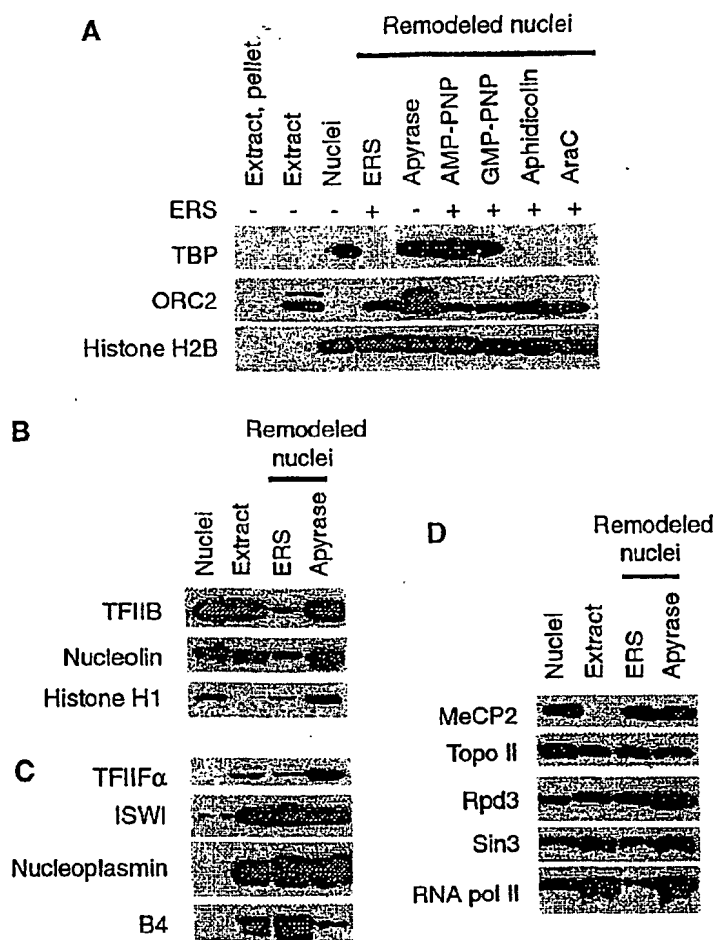 A
Remodeled nuclei
Extract, pellet
Extract
Nuclei
ERS
Apyrase
AMP-PNP
GMP-PNP
Aphidicolin
AraC
ERS - - - + - + + + +
TBP
ORC2
Histone H2B
B
Remodeled
nuclei
Nuclei
Extract
ERS
Apyrase
TFIIB
Nucleolin
Histone H1
C
TFIIFα
ISWI
Nucleoplasmin
B4
D
Remodeled
nuclei
Nuclei
Extract
ERS
Apyrase
MeCP2
Topo II
Rpd3
Sin3
RNA pol II